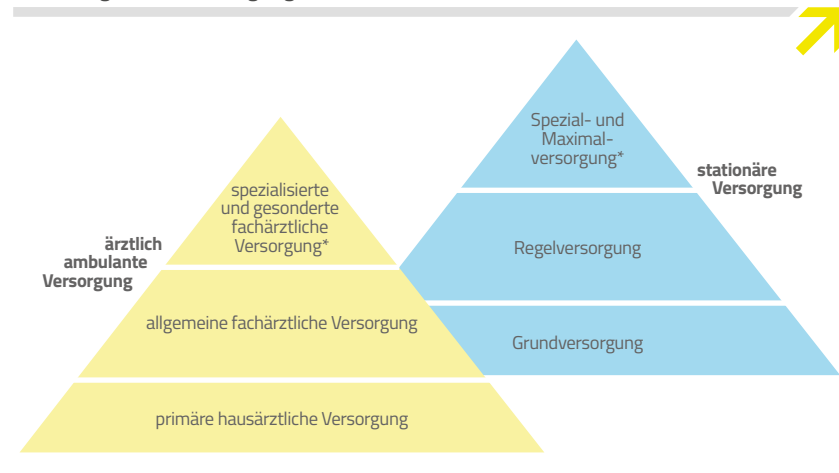 Spezial- und
Maximal-
versorgung*
stationäre
Versorgung
spezialisierte
und gesonderte
fachärztliche
Versorgung*
ärztlich
ambulante
Versorgung
Regelversorgung
allgemeine fachärztliche Versorgung
Grundversorgung
primäre hausärztliche Versorgung